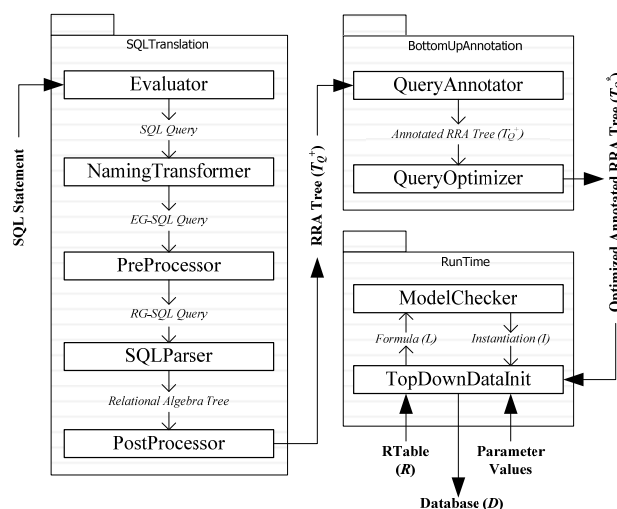 SQLTranslation
Evaluator
SQL Query
NamingTransformer
EG-SQL Query
PreProcessor
RG-SQL Query
SQLParser
Relational Algebra Tree
PostProcessor
SQL Statement
RRA Tree (T_Q^+)
BottomUpAnnotation
QueryAnnotator
Annotated RRA Tree (T_Q^+)
QueryOptimizer
Optimized Annotated RRA Tree
RunTime
ModelChecker
Formula (L)
Instantiation (I)
TopDownDataInit
RTable
(R)
Parameter
Values
Database (D)